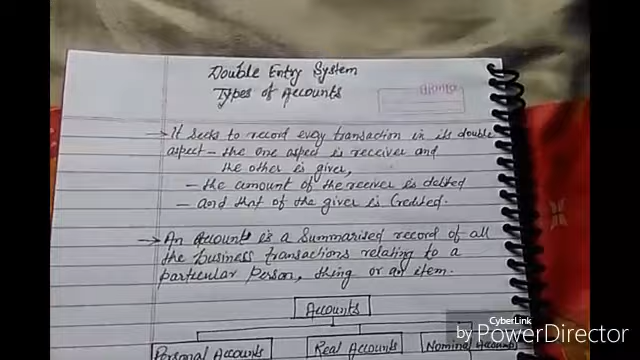 Double Entry System
Types of Accounts
→ It seeks to record every transaction in its double
aspect - the one aspect is receiver and
the other is giver,
- the amount of the receiver is debited
- and that of the giver is Credited.
→ An Account is a Summarised record of all
the business transactions relating to a
particular person, thing or an item.
Accounts
Personal Accounts
Real Accounts
Nominal Accounts
CyberLink
by PowerDirector